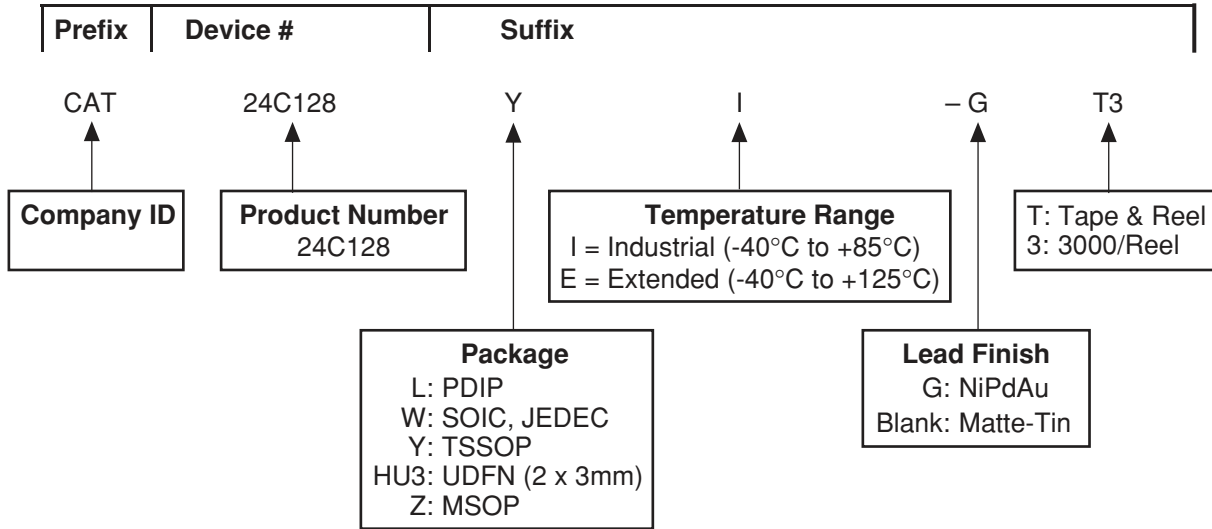 Prefix Device # Suffix
CAT 24C128 Y I – G T3
Company ID
Product Number
24C128
Temperature Range
I = Industrial (-40°C to +85°C)
E = Extended (-40°C to +125°C)
T: Tape & Reel
3: 3000/Reel
Package
L: PDIP
W: SOIC, JEDEC
Y: TSSOP
HU3: UDFN (2 x 3mm)
Z: MSOP
Lead Finish
G: NiPdAu
Blank: Matte-Tin